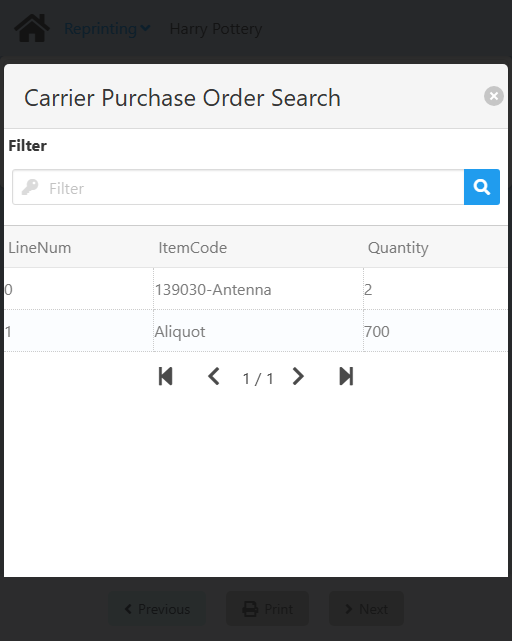 Reprinting Harry Pottery
Carrier Purchase Order Search
Filter
Filter
LineNum ItemCode Quantity
0 139030-Antenna 2
1 Aliquot 700
1 / 1
Previous Print Next